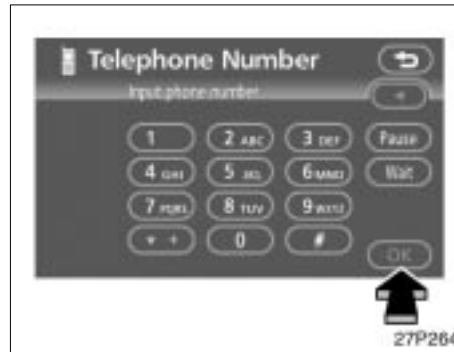 Telephone Number
Input phone number
1 2 ABC 3 DEF Pause
4 GHI 5 JKL 6 MNO Wait
7 PQRS 8 TUV 9 WXYZ
* + 0 #
OK
27P264